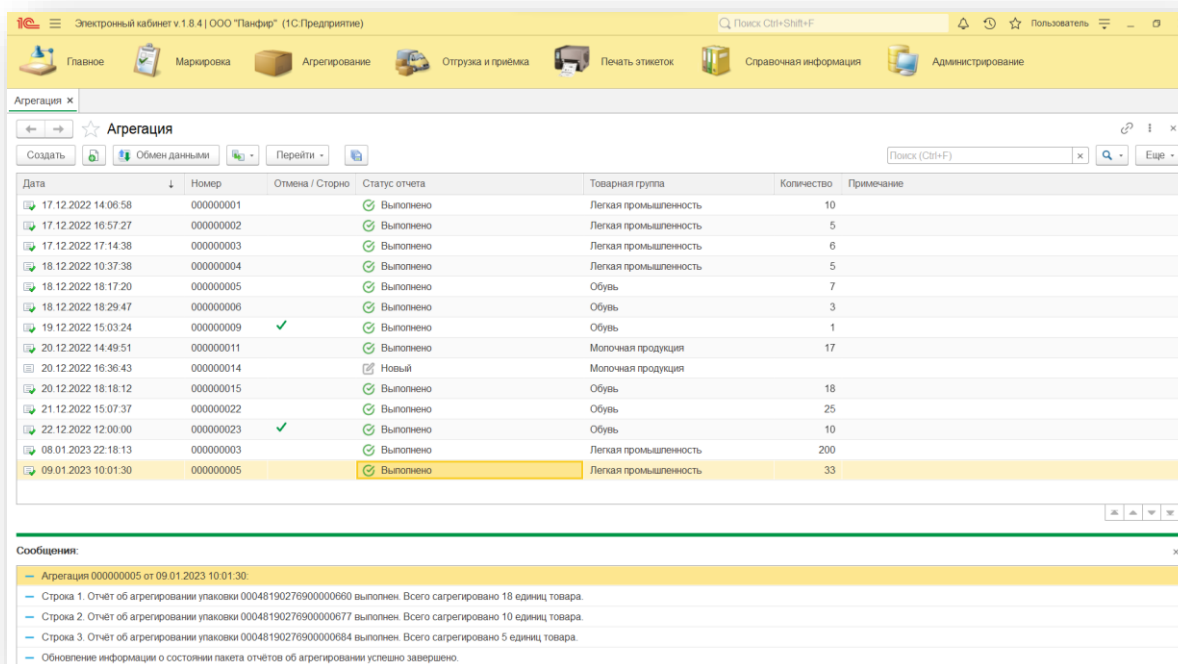 1С Электронный кабинет v.1.8.4 | ООО "Панфир" (1С:Предприятие) Поиск Ctrl+Shift+F Пользователь
Главное Маркировка Агрегирование Отгрузка и приёмка Печать этикеток Справочная информация Администрирование
Агрегация ×
Агрегация
Создать Обмен данными Перейти Поиск (Ctrl+F) × Еще
Дата ↓ Номер Отмена / Сторно Статус отчета Товарная группа Количество Примечание
17.12.2022 14:06:58 000000001 Выполнено Легкая промышленность 10
17.12.2022 16:57:27 000000002 Выполнено Легкая промышленность 5
17.12.2022 17:14:38 000000003 Выполнено Легкая промышленность 6
18.12.2022 10:37:38 000000004 Выполнено Легкая промышленность 5
18.12.2022 18:17:20 000000005 Выполнено Обувь 7
18.12.2022 18:29:47 000000006 Выполнено Обувь 3
19.12.2022 15:03:24 000000009 Выполнено Обувь 1
20.12.2022 14:49:51 000000011 Выполнено Молочная продукция 17
20.12.2022 16:36:43 000000014 Новый Молочная продукция
20.12.2022 18:18:12 000000015 Выполнено Обувь 18
21.12.2022 15:07:37 000000022 Выполнено Обувь 25
22.12.2022 12:00:00 000000023 Выполнено Обувь 10
08.01.2023 22:18:13 000000003 Выполнено Легкая промышленность 200
09.01.2023 10:01:30 000000005 Выполнено Легкая промышленность 33
Сообщения:
Агрегация 000000005 от 09.01.2023 10:01:30:
Строка 1. Отчёт об агрегировании упаковки 00048190276900000660 выполнен. Всего сагрегировано 18 единиц товара.
Строка 2. Отчёт об агрегировании упаковки 00048190276900000677 выполнен. Всего сагрегировано 10 единиц товара.
Строка 3. Отчёт об агрегировании упаковки 00048190276900000684 выполнен. Всего сагрегировано 5 единиц товара.
Обновление информации о состоянии пакета отчётов об агрегировании успешно завершено.